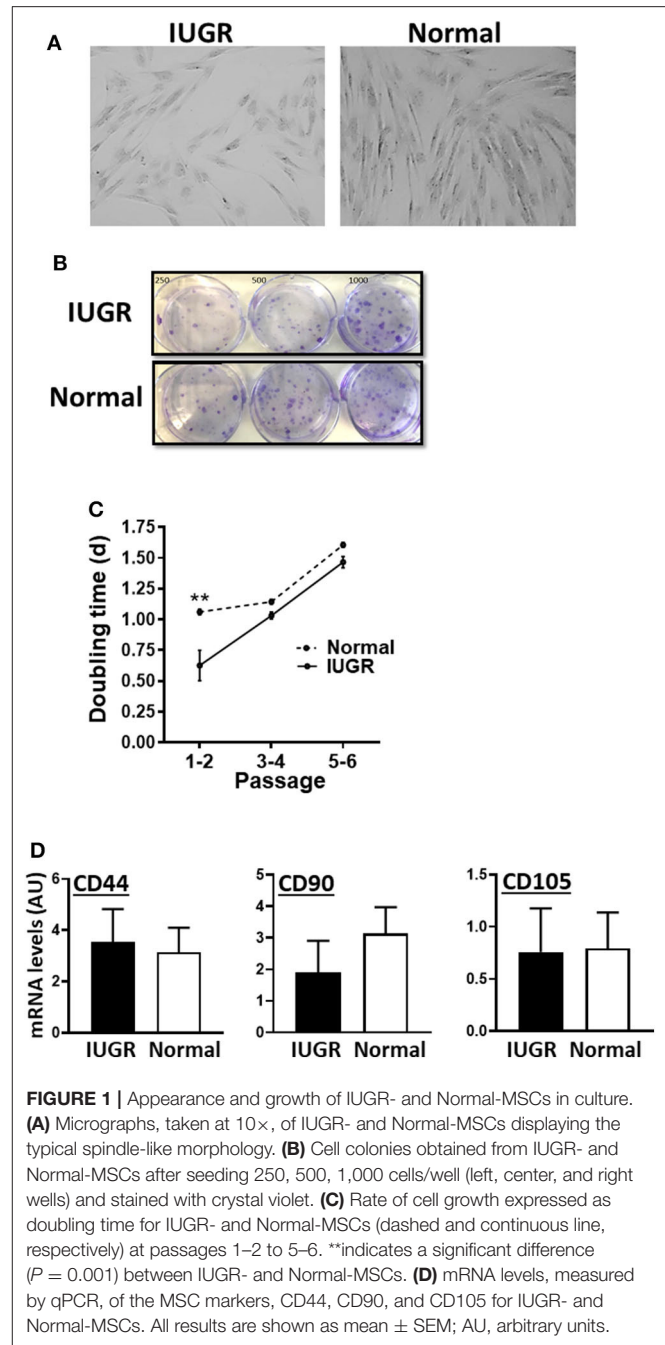 A
IUGR Normal
B
IUGR
250 500 1000
Normal
C
Doubling time (d)
1.75
1.50
1.25
1.00
0.75
0.50
0.25
0.00
**
Normal
IUGR
1-2 3-4 5-6
Passage
D
mRNA levels (AU)
CD44
6
4
2
0
IUGR Normal
CD90
5
4
3
2
1
0
IUGR Normal
CD105
1.5
1.0
0.5
0.0
IUGR Normal
FIGURE 1 | Appearance and growth of IUGR- and Normal-MSCs in culture.
(A) Micrographs, taken at 10×, of IUGR- and Normal-MSCs displaying the
typical spindle-like morphology. (B) Cell colonies obtained from IUGR- and
Normal-MSCs after seeding 250, 500, 1,000 cells/well (left, center, and right
wells) and stained with crystal violet. (C) Rate of cell growth expressed as
doubling time for IUGR- and Normal-MSCs (dashed and continuous line,
respectively) at passages 1–2 to 5–6. **indicates a significant difference
(P = 0.001) between IUGR- and Normal-MSCs. (D) mRNA levels, measured
by qPCR, of the MSC markers, CD44, CD90, and CD105 for IUGR- and
Normal-MSCs. All results are shown as mean ± SEM; AU, arbitrary units.